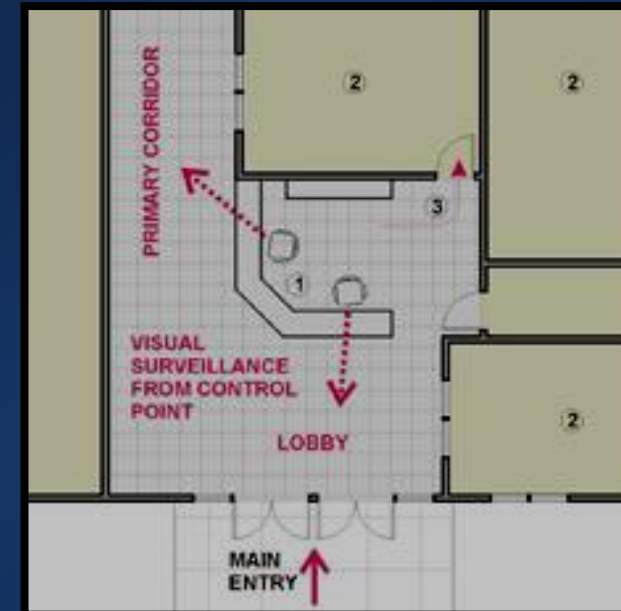 PRIMARY CORRIDOR
2
2
3
1
VISUAL
SURVEILLANCE
FROM CONTROL
POINT
LOBBY
2
MAIN
ENTRY